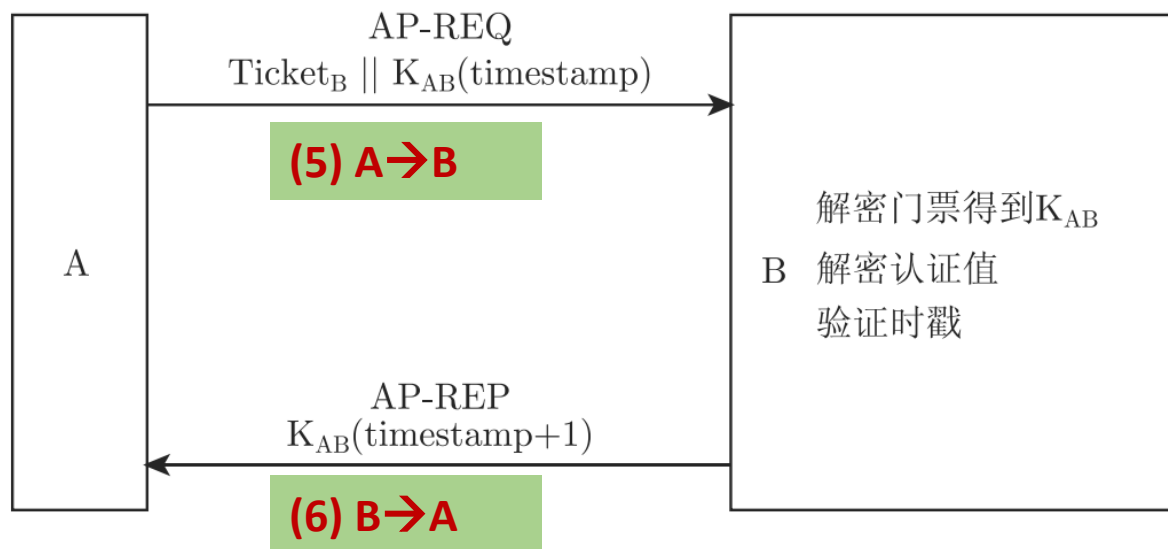 AP-REQ
Ticket_B || K_AB(timestamp)
(5) A→B
A
解密门票得到K_AB
B 解密认证值
验证时戳
AP-REP
K_AB(timestamp+1)
(6) B→A